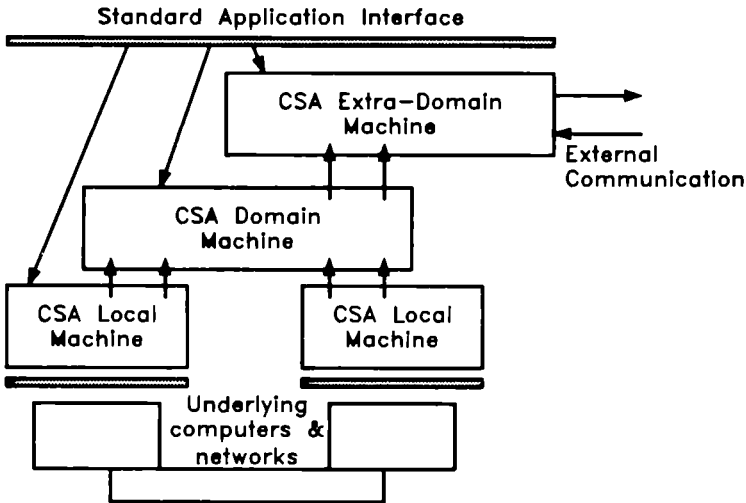 Standard Application Interface
CSA Extra-Domain
Machine
External
Communication
CSA Domain
Machine
CSA Local
Machine
CSA Local
Machine
Underlying
computers &
networks